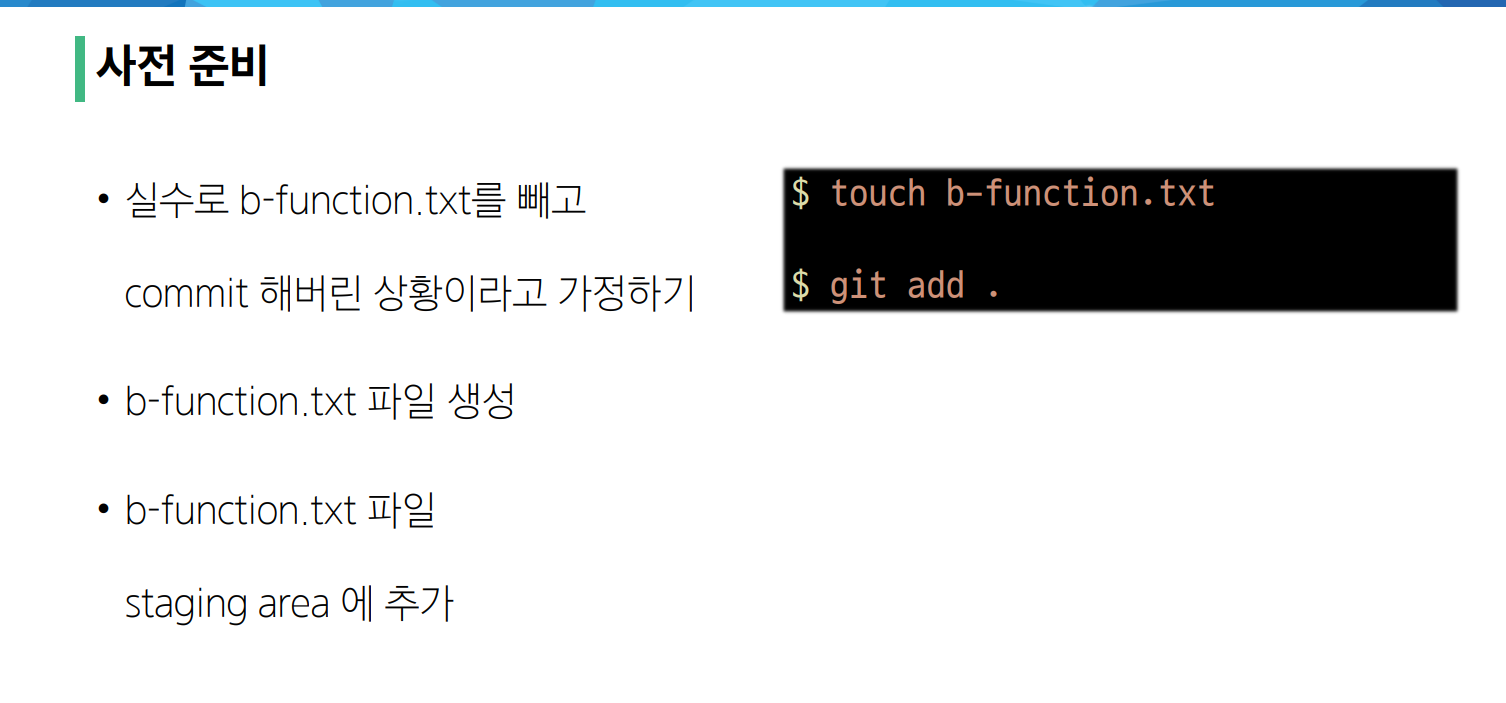 사전 준비
• 실수로 b-function.txt를 빼고
commit 해버린 상황이라고 가정하기
• b-function.txt 파일 생성
• b-function.txt 파일
staging area 에 추가
$ touch b-function.txt
$ git add .